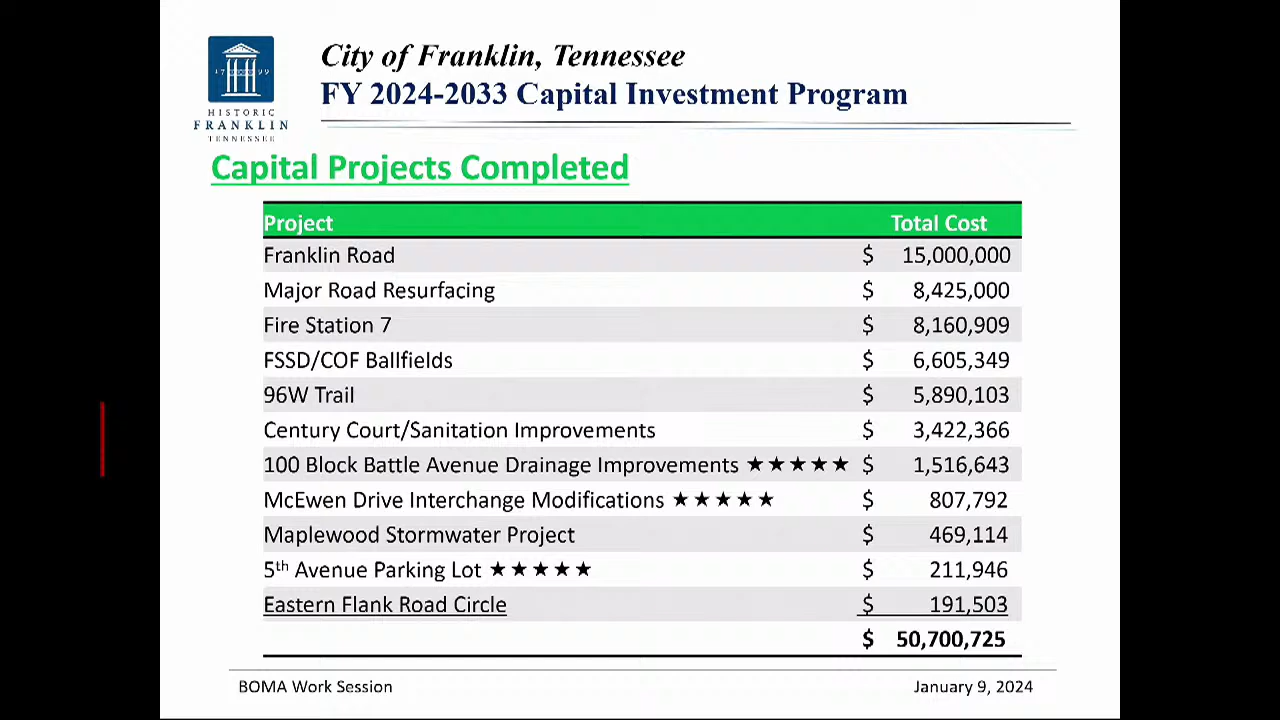 1799
HISTORIC
FRANKLIN
TENNESSEE
City of Franklin, Tennessee
FY 2024-2033 Capital Investment Program
Capital Projects Completed
Project Total Cost
Franklin Road $ 15,000,000
Major Road Resurfacing $ 8,425,000
Fire Station 7 $ 8,160,909
FSSD/COF Ballfields $ 6,605,349
96W Trail $ 5,890,103
Century Court/Sanitation Improvements $ 3,422,366
100 Block Battle Avenue Drainage Improvements ★★★★★ $ 1,516,643
McEwen Drive Interchange Modifications ★★★★★ $ 807,792
Maplewood Stormwater Project $ 469,114
5th Avenue Parking Lot ★★★★★ $ 211,946
Eastern Flank Road Circle $ 191,503
$ 50,700,725
BOMA Work Session January 9, 2024